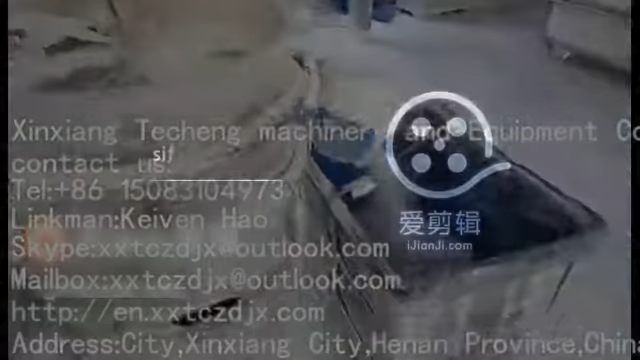 Xinxiang Techeng machiner and Equipment Co
contact us:
Tel:+86 15083104973
Linkman:Keiven Hao
Skype:xxtczdjx@outlook.com
Mailbox:xxtczdjx@outlook.com
http://en.xxtczdjx.com
Address:City,Xinxiang City,Henan Province,China
爱剪辑
iJianJi.com